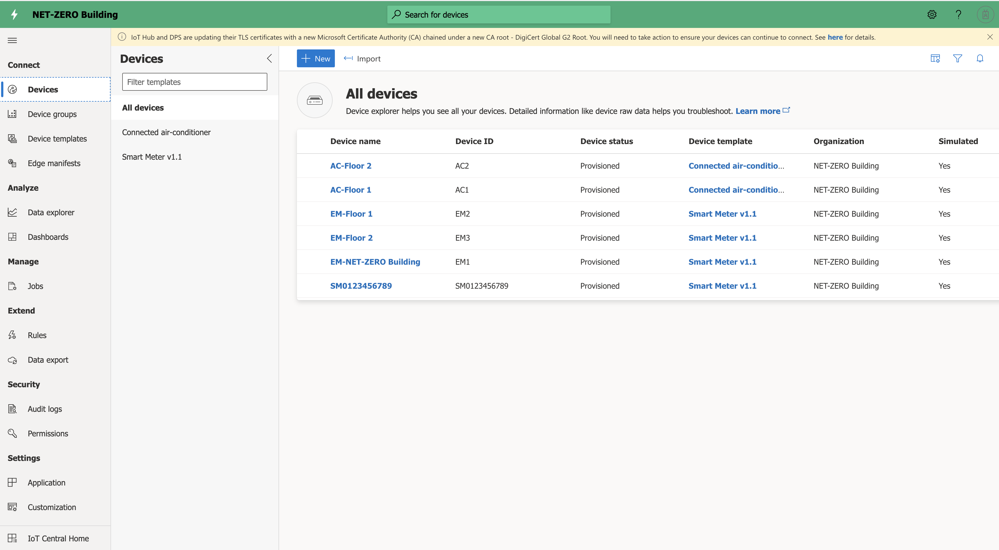 NET-ZERO Building
Search for devices
IoT Hub and DPS are updating their TLS certificates with a new Microsoft Certificate Authority (CA) chained under a new CA root - DigiCert Global G2 Root. You will need to take action to ensure your devices can continue to connect. See here for details.
Connect
Devices
Device groups
Device templates
Edge manifests
Analyze
Data explorer
Dashboards
Manage
Jobs
Extend
Rules
Data export
Security
Audit logs
Permissions
Settings
Application
Customization
IoT Central Home
Devices
Filter templates
All devices
Connected air-conditioner
Smart Meter v1.1
New Import
All devices
Device explorer helps you see all your devices. Detailed information like device raw data helps you troubleshoot. Learn more
Device name Device ID Device status Device template Organization Simulated
AC-Floor 2 AC2 Provisioned Connected air-conditio... NET-ZERO Building Yes
AC-Floor 1 AC1 Provisioned Connected air-conditio... NET-ZERO Building Yes
EM-Floor 1 EM2 Provisioned Smart Meter v1.1 NET-ZERO Building Yes
EM-Floor 2 EM3 Provisioned Smart Meter v1.1 NET-ZERO Building Yes
EM-NET-ZERO Building EM1 Provisioned Smart Meter v1.1 NET-ZERO Building Yes
SM0123456789 SM0123456789 Provisioned Smart Meter v1.1 NET-ZERO Building Yes